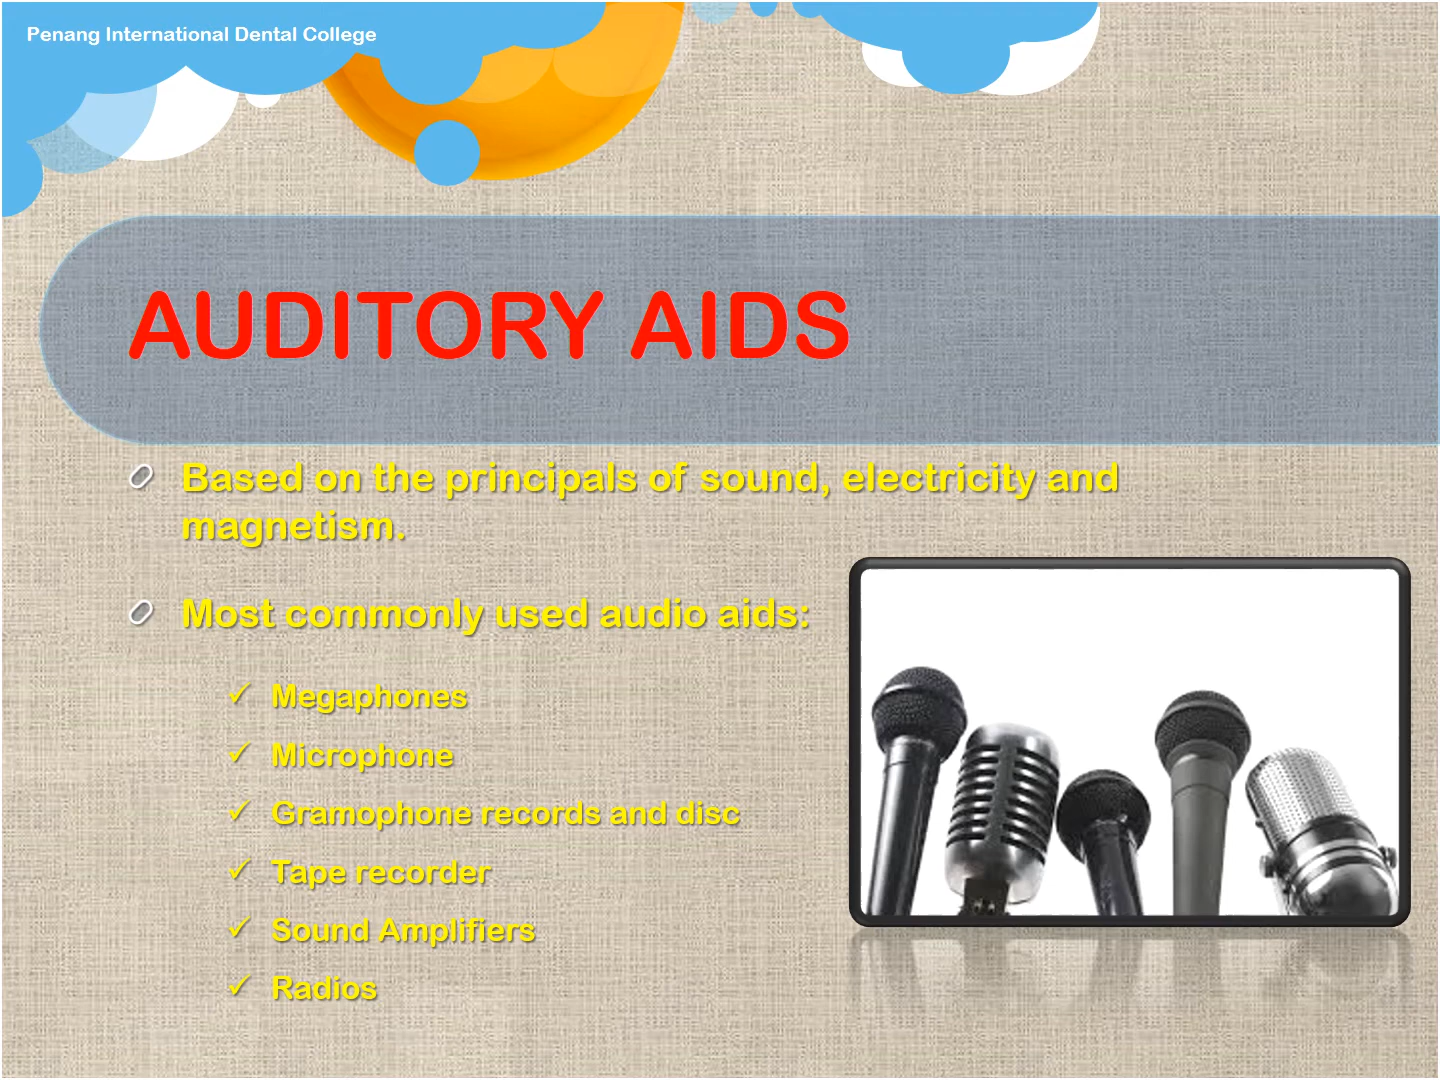 Penang International Dental College
AUDITORY AIDS
Based on the principals of sound, electricity and
magnetism.
Most commonly used audio aids:
✓ Megaphones
✓ Microphone
✓ Gramophone records and disc
✓ Tape recorder
✓ Sound Amplifiers
✓ Radios